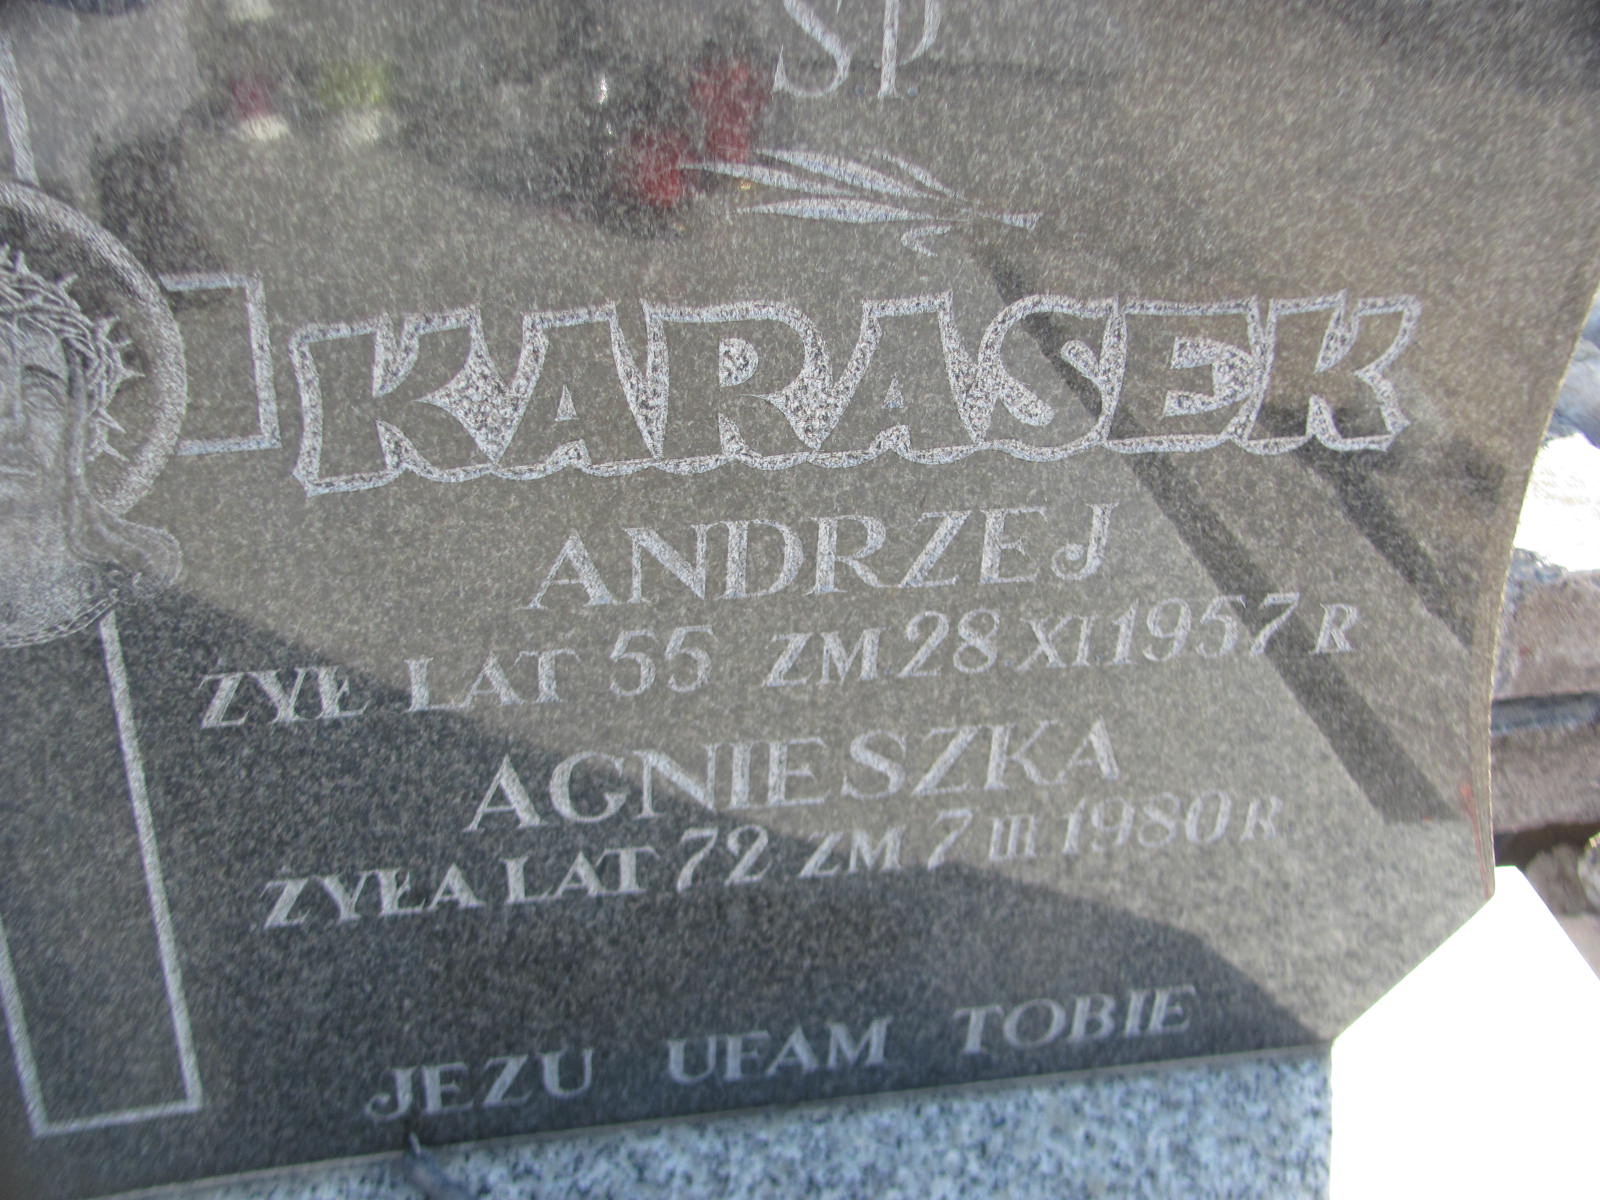 ŚP
KARASEK
ANDRZEJ
ŻYŁ LAT 55 ZM 28 XI 1957 R
AGNIESZKA
ŻYŁA LAT 72 ZM 7 III 1980 R
JEZU UFAM TOBIE